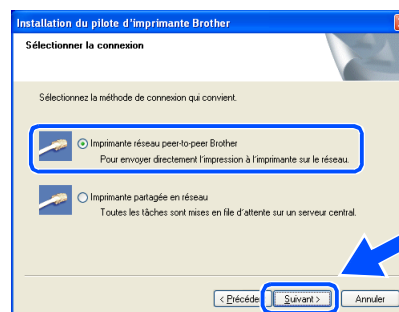 Installation du pilote d'imprimante Brother
Sélectionner la connexion
Sélectionnez la méthode de connexion qui convient.
Imprimante réseau peer-to-peer Brother
Pour envoyer directement l'impression à l'imprimante sur le réseau.
Imprimante partagée en réseau
Toutes les tâches sont mises en file d'attente sur un serveur central.
< Précéde
Suivant >
Annuler